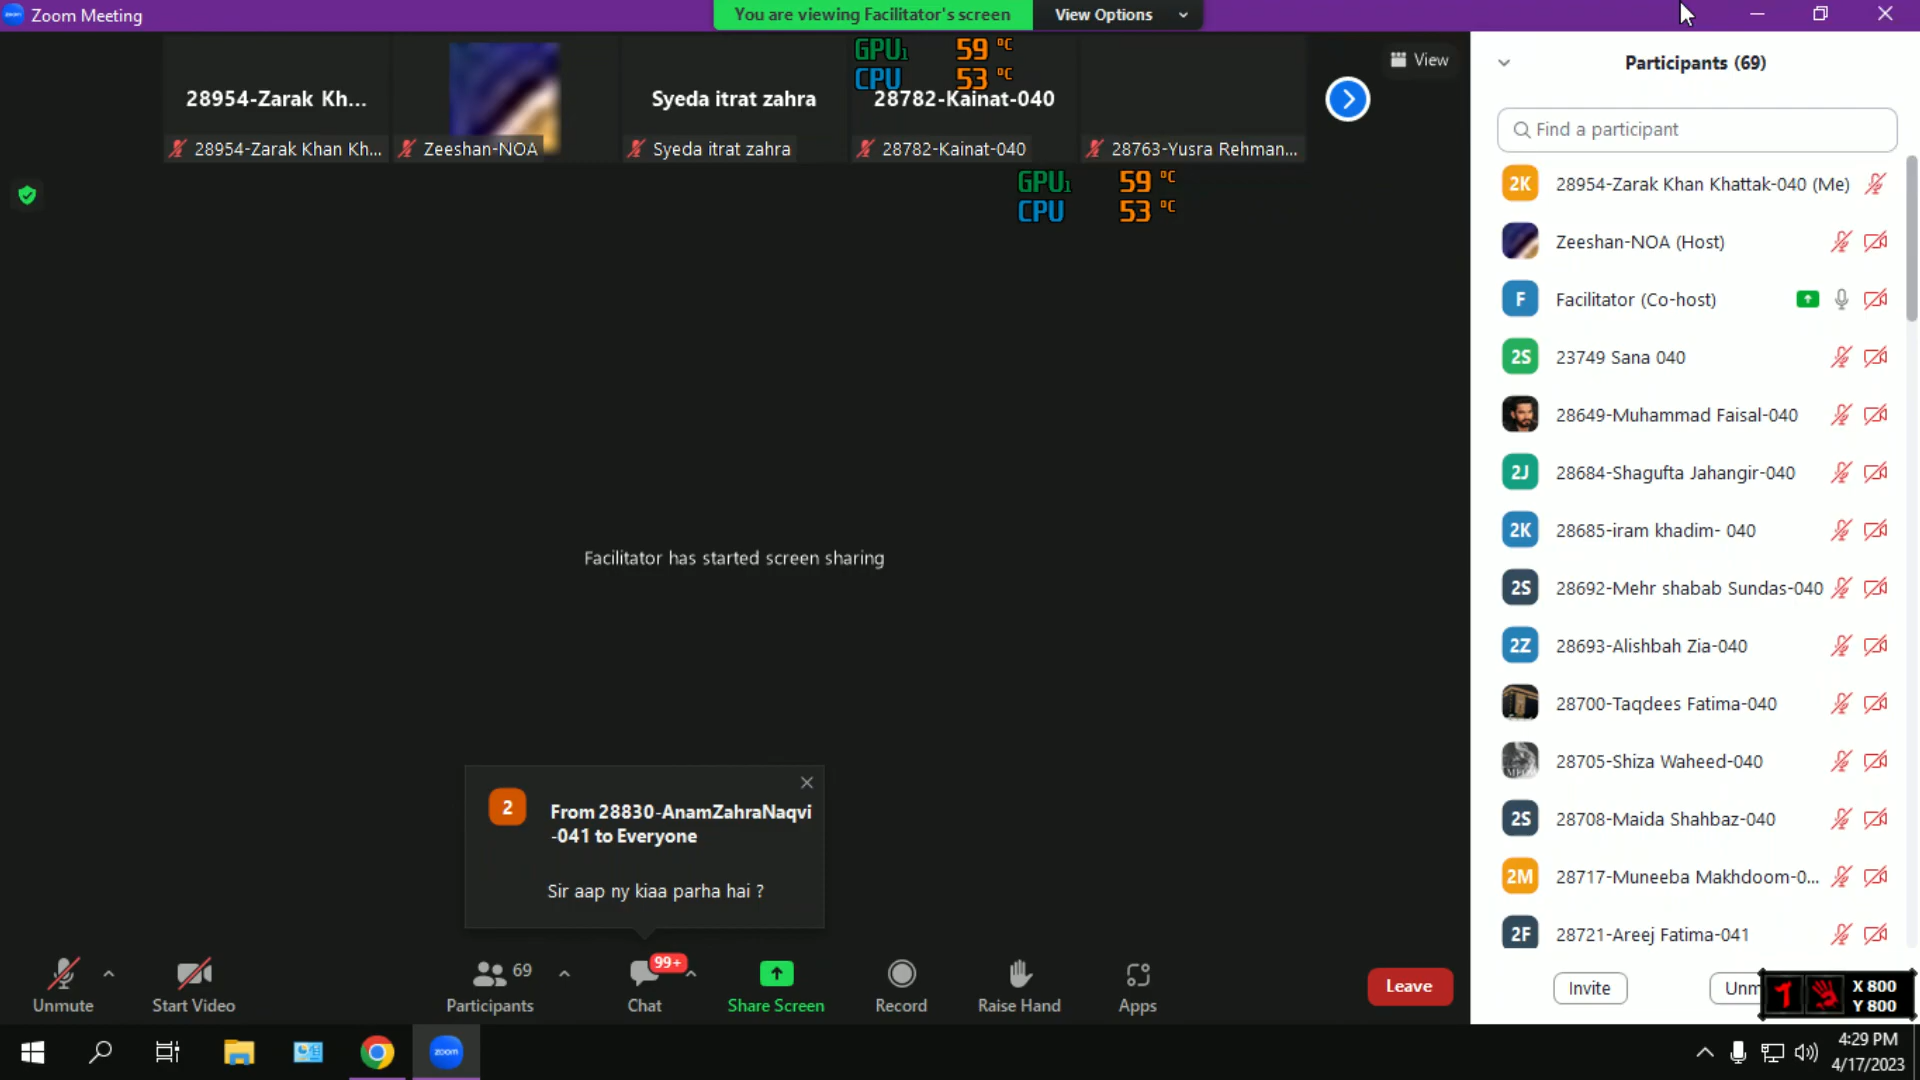 Zoom Meeting
You are viewing Facilitator's screen
View Options
GPU1 59 °C
CPU 53 °C
28954-Zarak Kh...
Syeda itrat zahra
28782-Kainat-040
28954-Zarak Khan Kh...
Zeeshan-NOA
Syeda itrat zahra
28782-Kainat-040
28763-Yusra Rehman...
View
GPU1 59 °C
CPU 53 °C
Facilitator has started screen sharing
2
From 28830-AnamZahraNaqvi
-041 to Everyone
Sir aap ny kiaa parha hai ?
Participants (69)
Find a participant
2K 28954-Zarak Khan Khattak-040 (Me)
Zeeshan-NOA (Host)
F Facilitator (Co-host)
2S 23749 Sana 040
28649-Muhammad Faisal-040
2J 28684-Shagufta Jahangir-040
2K 28685-iram khadim- 040
2S 28692-Mehr shabab Sundas-040
2Z 28693-Alishbah Zia-040
28700-Taqdees Fatima-040
28705-Shiza Waheed-040
2S 28708-Maida Shahbaz-040
2M 28717-Muneeba Makhdoom-0...
2F 28721-Areej Fatima-041
Invite
Unm
X 800
Y 800
Unmute
Start Video
69
Participants
99+
Chat
Share Screen
Record
Raise Hand
Apps
Leave
zoom
4:29 PM
4/17/2023